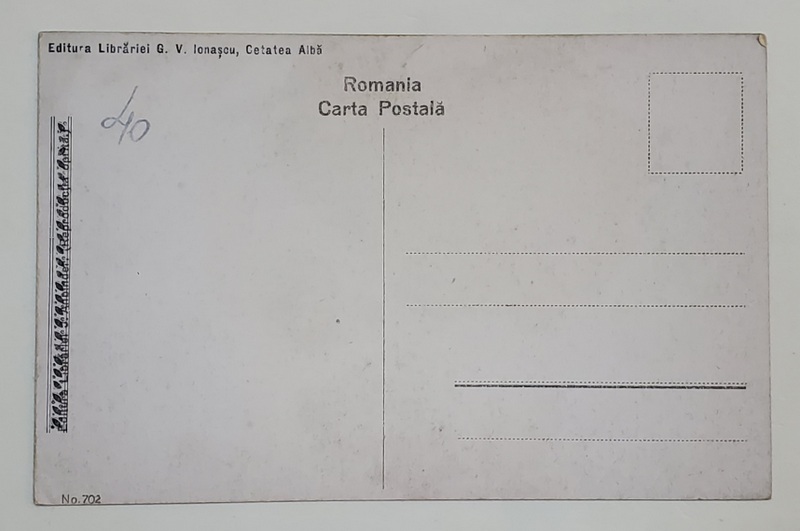 Editura Librăriei G. V. Ionașcu, Cetatea Albă
Romania
Carta Postală
40
No. 702